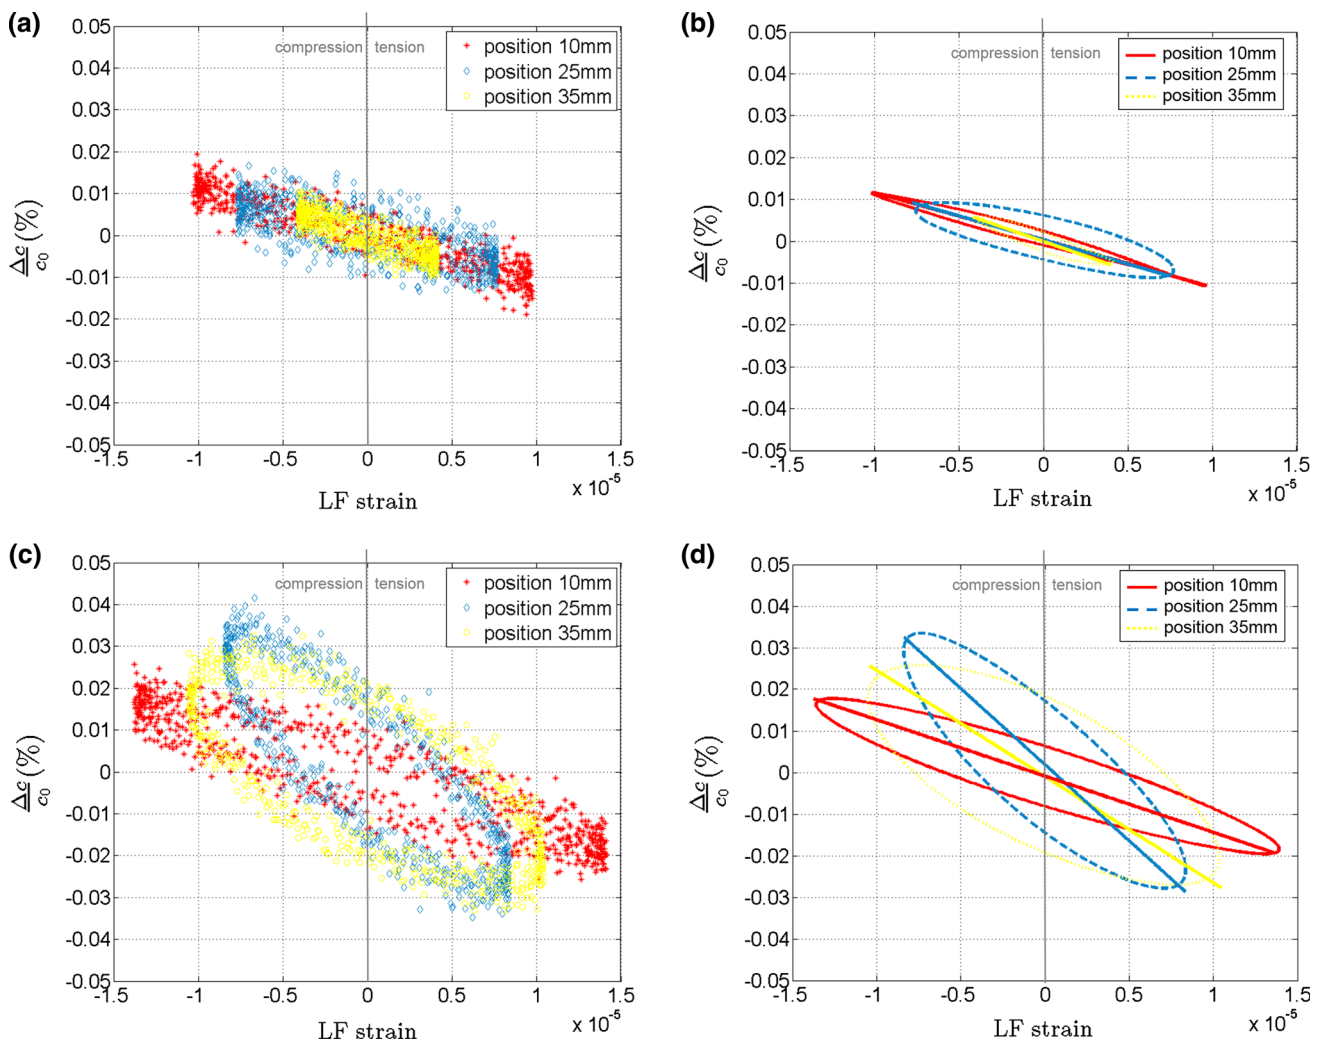 (a)
0.05
0.04
0.03
0.02
0.01
0
-0.01
-0.02
-0.03
-0.04
-0.05
Δc/c₀ (%)
compression tension
position 10mm
position 25mm
position 35mm
-1.5 -1 -0.5 0 0.5 1 1.5
x 10⁻⁵
LF strain
(b)
0.05
0.04
0.03
0.02
0.01
0
-0.01
-0.02
-0.03
-0.04
-0.05
Δc/c₀ (%)
compression tension
position 10mm
position 25mm
position 35mm
-1.5 -1 -0.5 0 0.5 1 1.5
x 10⁻⁵
LF strain
(c)
0.05
0.04
0.03
0.02
0.01
0
-0.01
-0.02
-0.03
-0.04
-0.05
Δc/c₀ (%)
compression tension
position 10mm
position 25mm
position 35mm
-1.5 -1 -0.5 0 0.5 1 1.5
x 10⁻⁵
LF strain
(d)
0.05
0.04
0.03
0.02
0.01
0
-0.01
-0.02
-0.03
-0.04
-0.05
Δc/c₀ (%)
compression tension
position 10mm
position 25mm
position 35mm
-1.5 -1 -0.5 0 0.5 1 1.5
x 10⁻⁵
LF strain